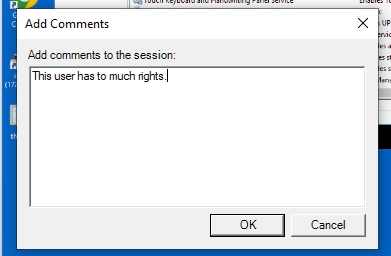 Touch Keyboard and Handwriting Panel Service
Add Comments
Add comments to the session:
This user has to much rights.
OK
Cancel